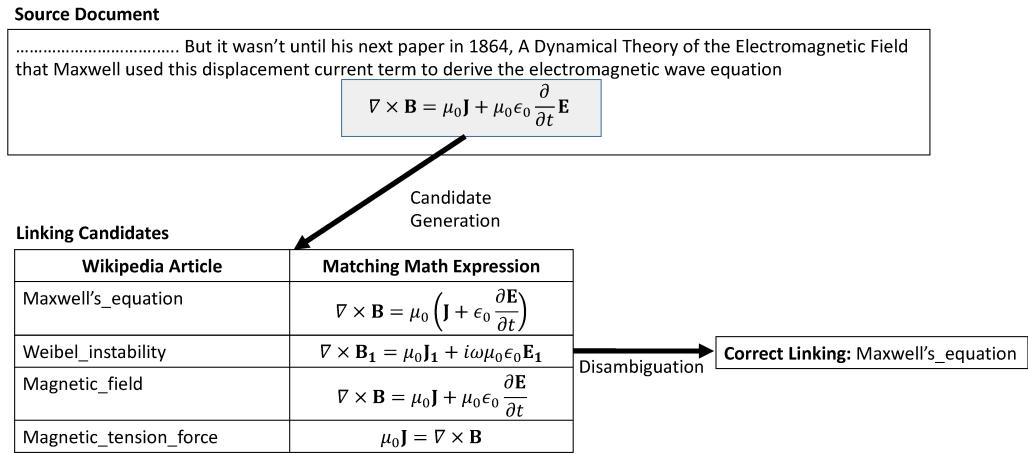 Source Document
………………………………. But it wasn't until his next paper in 1864, A Dynamical Theory of the Electromagnetic Field
that Maxwell used this displacement current term to derive the electromagnetic wave equation
∇ × 𝐁 = μ₀𝐉 + μ₀ϵ₀ ∂/∂t 𝐄
Candidate
Generation
Linking Candidates
Wikipedia Article Matching Math Expression
Maxwell's_equation ∇ × 𝐁 = μ₀(𝐉 + ϵ₀ ∂𝐄/∂t)
Weibel_instability ∇ × 𝐁₁ = μ₀𝐉₁ + iωμ₀ϵ₀𝐄₁
Disambiguation
Correct Linking: Maxwell's_equation
Magnetic_field ∇ × 𝐁 = μ₀𝐉 + μ₀ϵ₀ ∂𝐄/∂t
Magnetic_tension_force μ₀𝐉 = ∇ × 𝐁